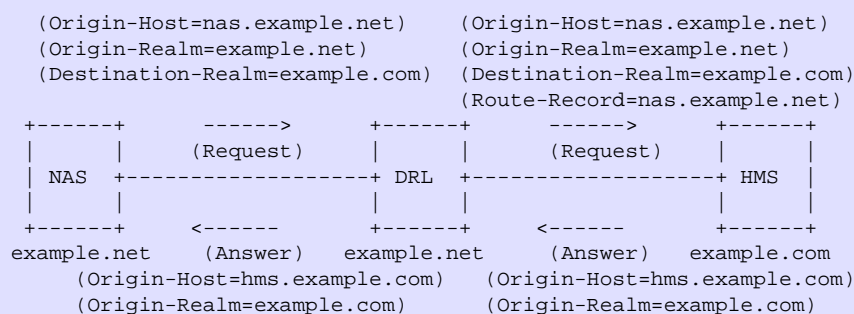 (Origin-Host=nas.example.net)    (Origin-Host=nas.example.net)
(Origin-Realm=example.net)       (Origin-Realm=example.net)
(Destination-Realm=example.com)  (Destination-Realm=example.com)
                                 (Route-Record=nas.example.net)
+------+      ------>      +------+      ------>      +------+
|      |     (Request)     |      |     (Request)     |      |
| NAS  +-------------------+ DRL  +-------------------+ HMS  |
|      |                   |      |                   |      |
+------+     <------       +------+     <------       +------+
example.net    (Answer)   example.net     (Answer)   example.com
(Origin-Host=hms.example.com)   (Origin-Host=hms.example.com)
(Origin-Realm=example.com)      (Origin-Realm=example.com)